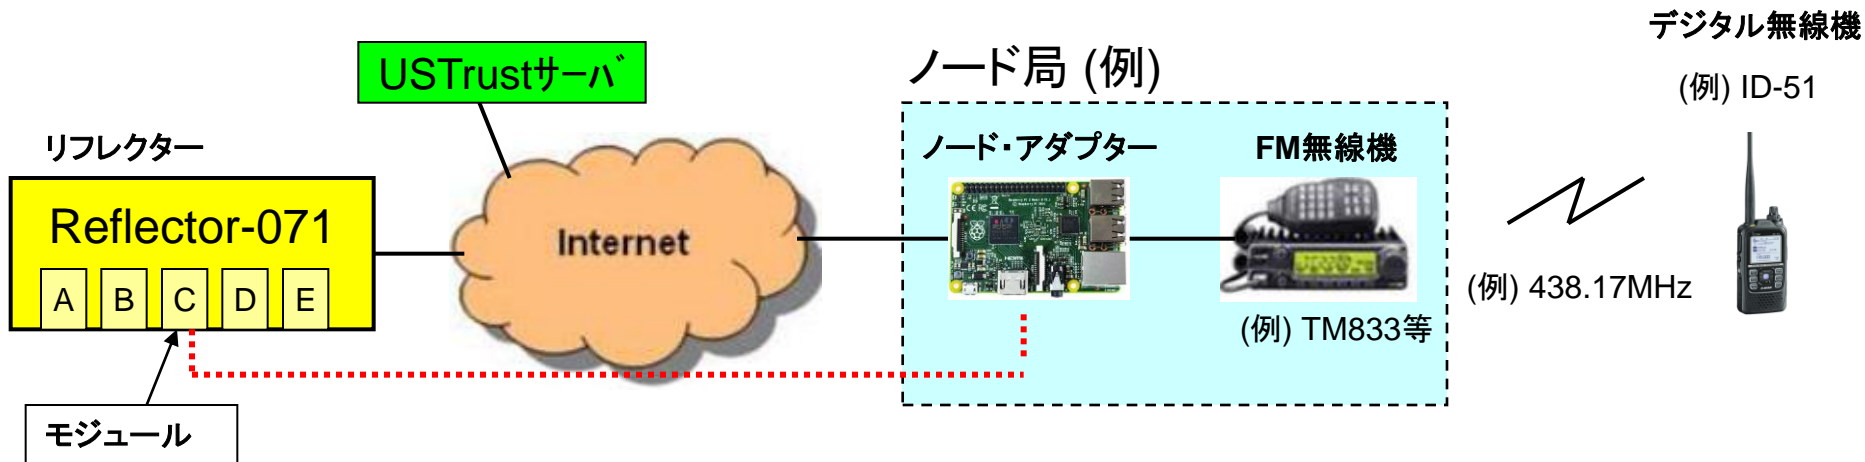 デジタル無線機
(例) ID-51
USTrustサーバ
ノード局 (例)
リフレクター
ノード・アダプター
FM無線機
Reflector-071
Internet
A B C D E
(例) 438.17MHz
(例) TM833等
モジュール